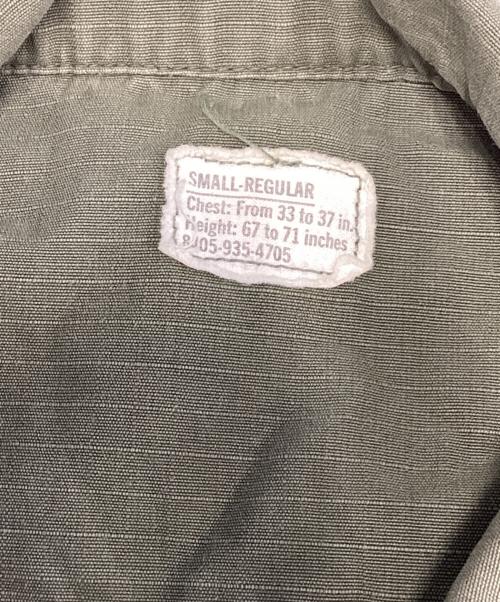 SMALL-REGULAR
Chest: From 33 to 37 in.
Height: 67 to 71 inches
8405-935-4705